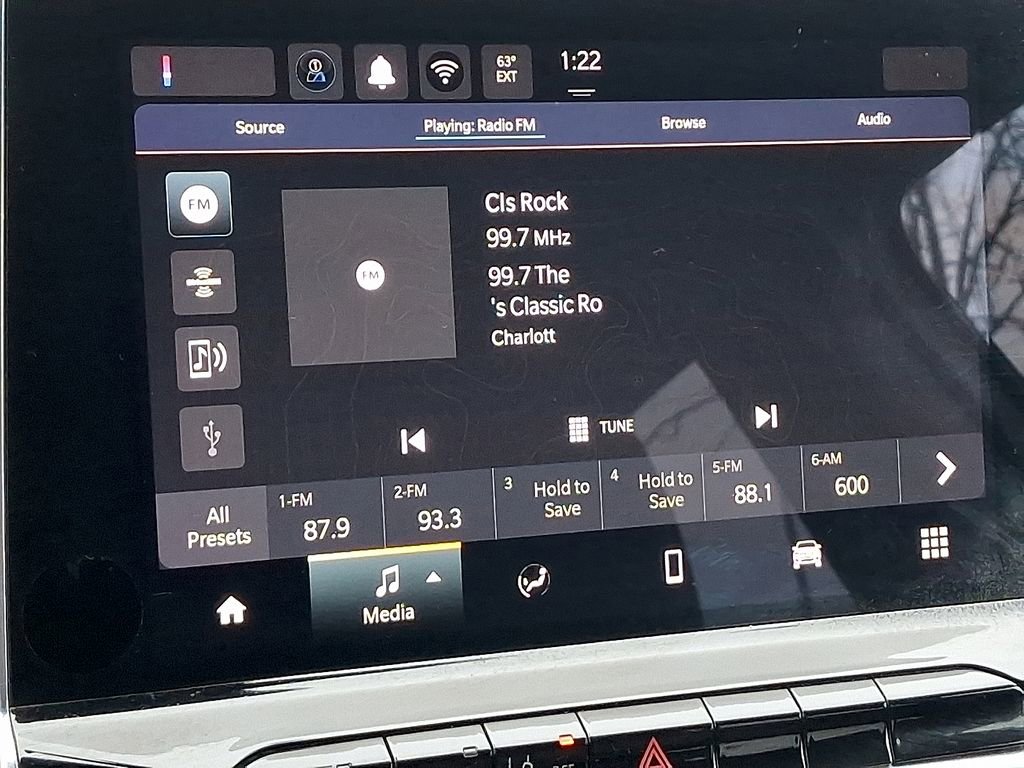 1
63°
EXT
1:22
Source
Playing: Radio FM
Browse
Audio
FM
FM
Cls Rock
99.7 MHz
99.7 The
's Classic Ro
Charlott
TUNE
All
Presets
1-FM
87.9
2-FM
93.3
3
Hold to
Save
4
Hold to
Save
5-FM
88.1
6-AM
600
Media